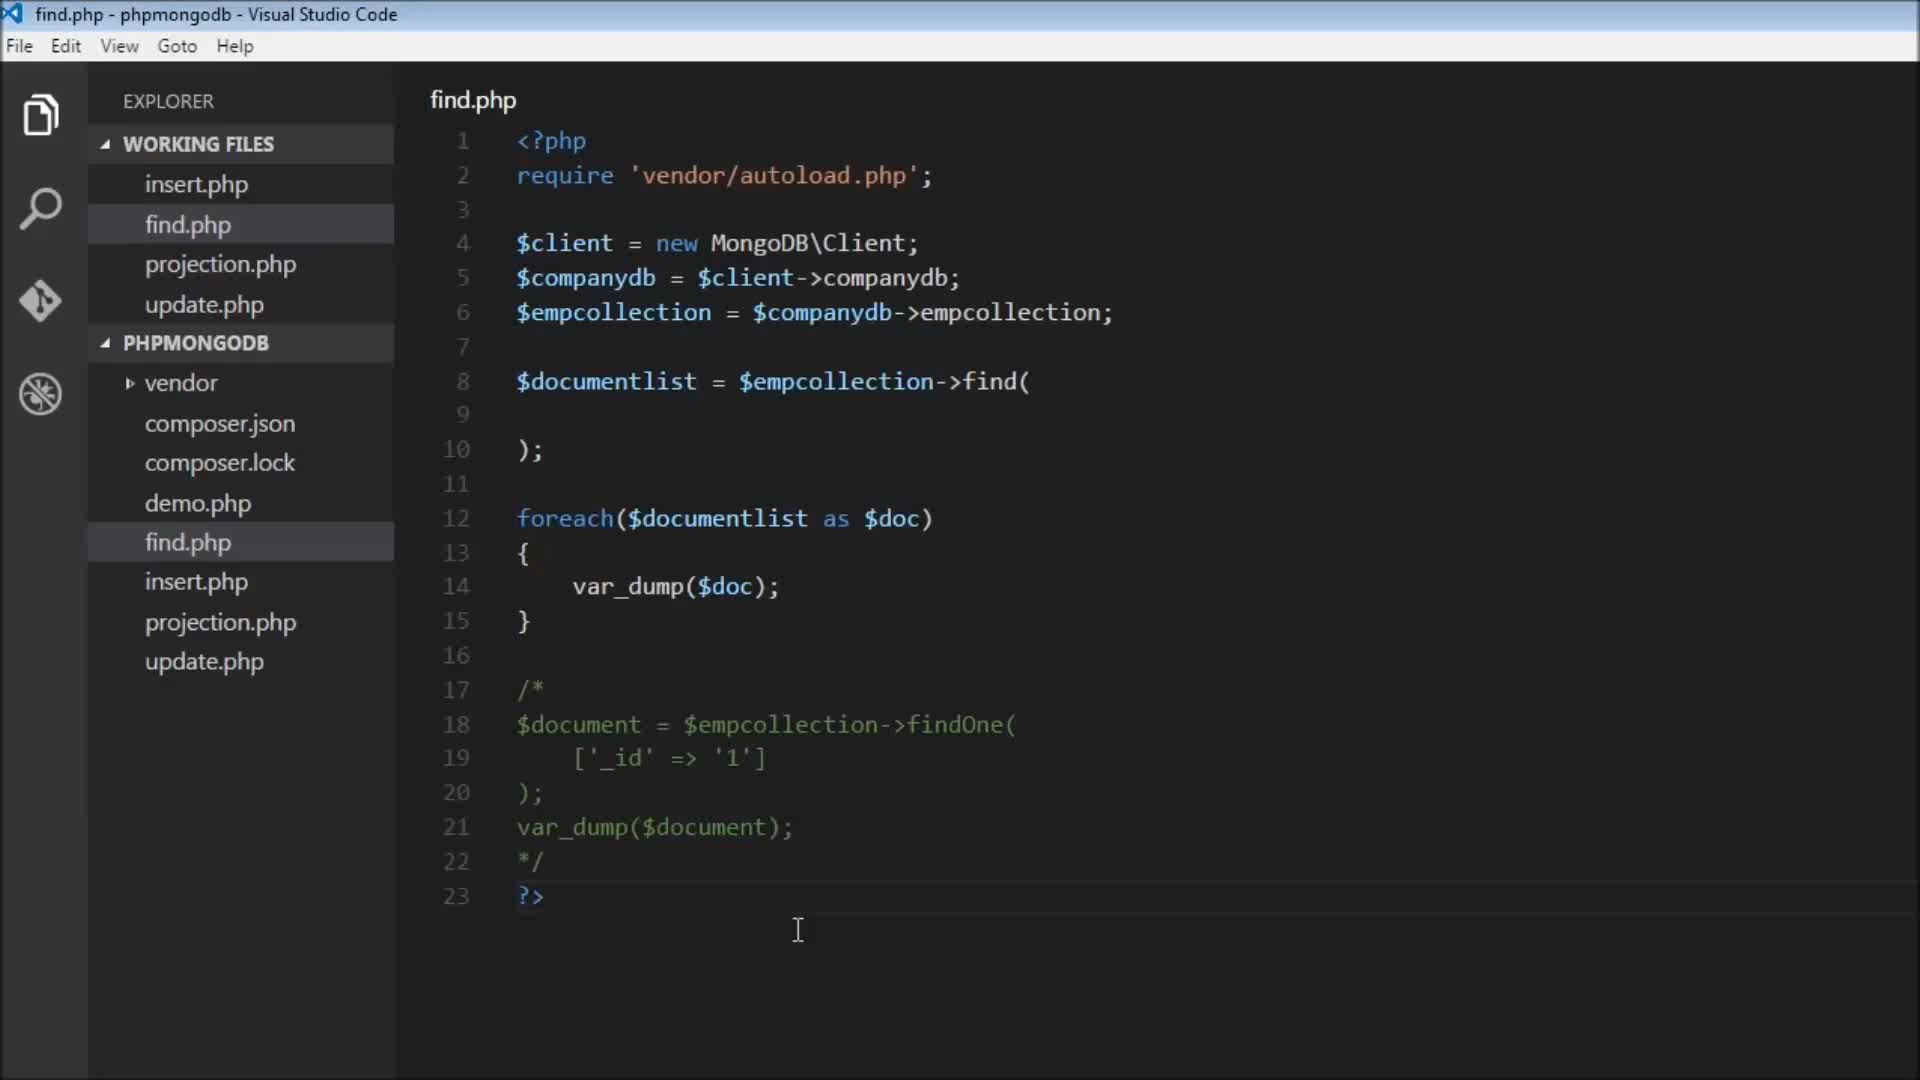 find.php - phpmongodb - Visual Studio Code
File Edit View Goto Help
EXPLORER
WORKING FILES
insert.php
find.php
projection.php
update.php
PHPMONGODB
vendor
composer.json
composer.lock
demo.php
find.php
insert.php
projection.php
update.php
find.php
1 <?php
2 require 'vendor/autoload.php';
3
4 $client = new MongoDB\Client;
5 $companydb = $client->companydb;
6 $empcollection = $companydb->empcollection;
7
8 $documentlist = $empcollection->find(
9
10 );
11
12 foreach($documentlist as $doc)
13 {
14     var_dump($doc);
15 }
16
17 /*
18 $document = $empcollection->findOne(
19     ['_id' => '1']
20 );
21 var_dump($document);
22 */
23 ?>